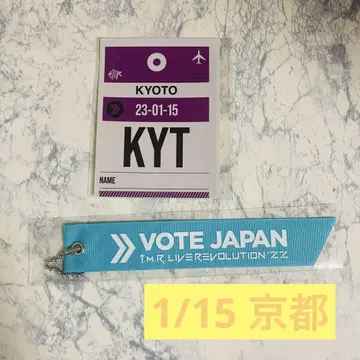 KYOTO
23-01-15
KYT
NAME
VOTE JAPAN
T.M.R. LIVE REVOLUTION '22
1/15 京都